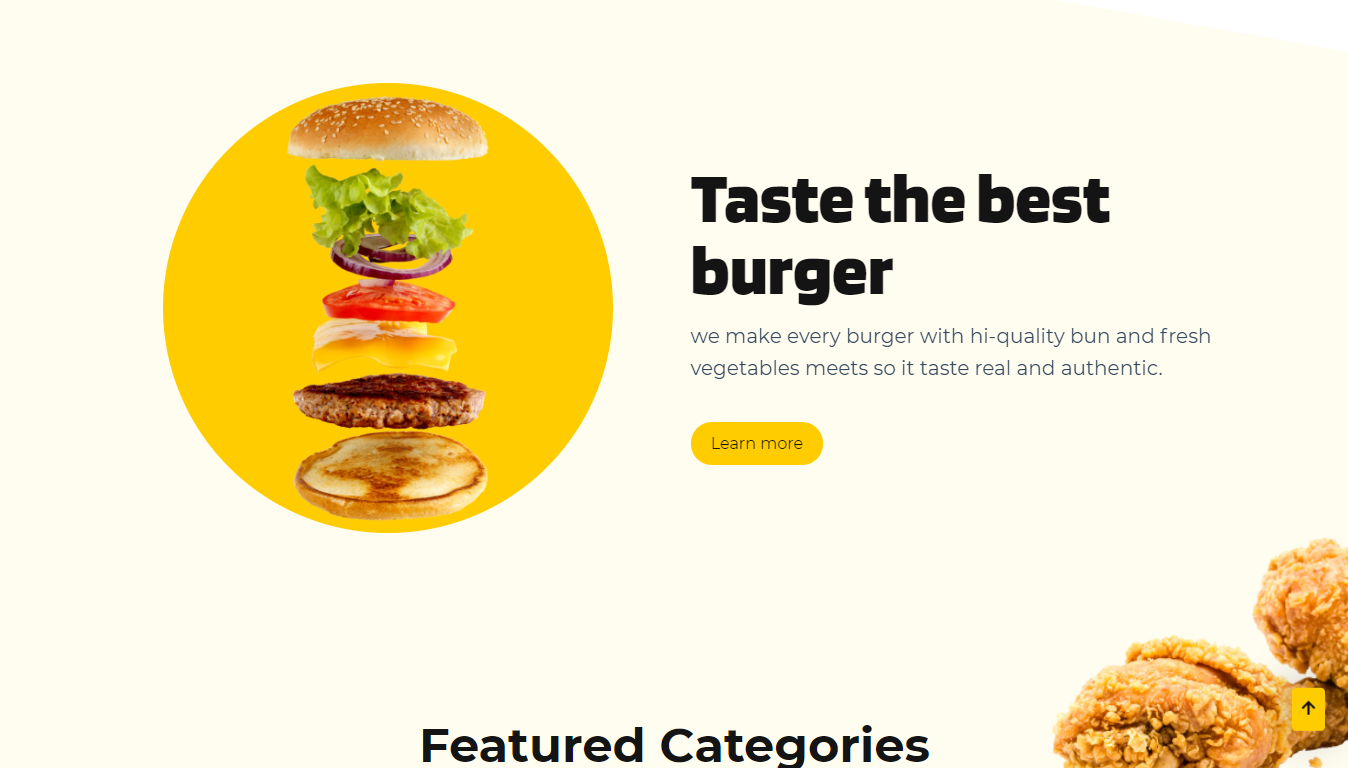 Taste the best
burger
we make every burger with hi-quality bun and fresh
vegetables meets so it taste real and authentic.
Learn more
Featured Categories